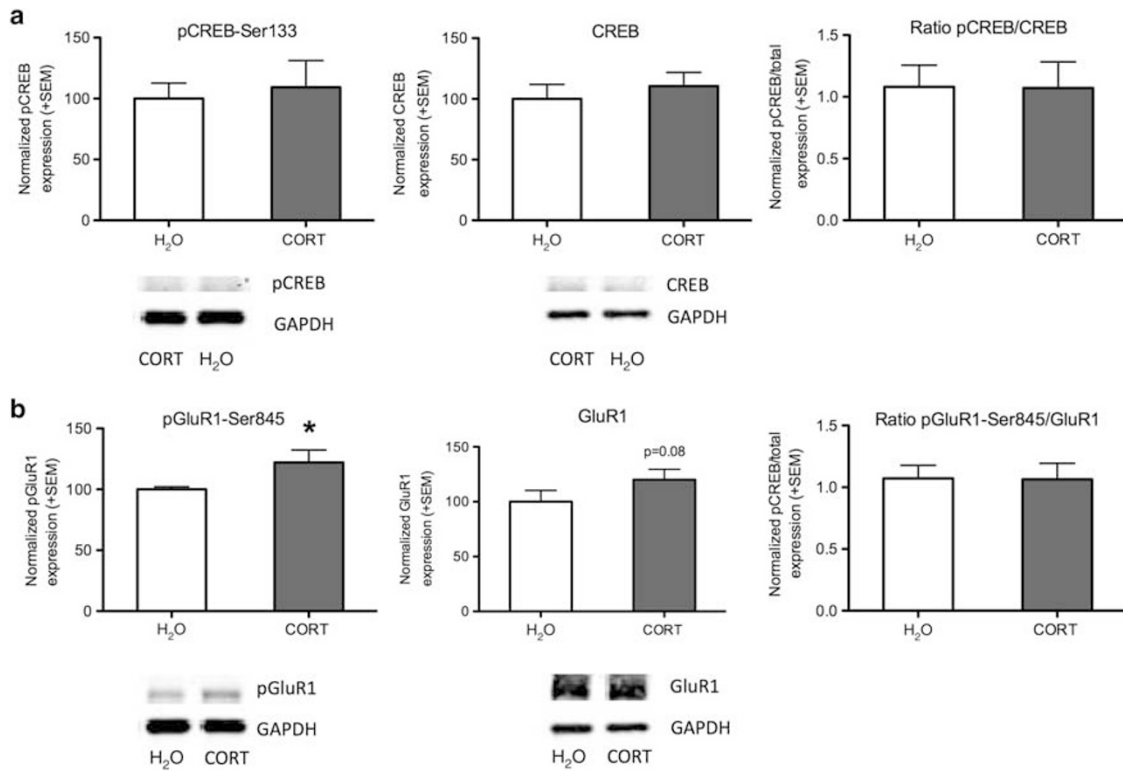 a
pCREB-Ser133
Normalized pCREB
expression (+SEM)
150
100
50
0
H₂O
CORT
pCREB
GAPDH
CORT H₂O
CREB
Normalized CREB
expression (+SEM)
150
100
50
0
H₂O
CORT
CREB
GAPDH
CORT H₂O
Ratio pCREB/CREB
Normalized pCREB/total
expression (+SEM)
1.5
1.0
0.5
0.0
H₂O
CORT
b
pGluR1-Ser845
Normalized pGluR1
expression (+SEM)
150
100
50
0
*
H₂O
CORT
pGluR1
GAPDH
H₂O CORT
GluR1
Normalized GluR1
expression (+SEM)
150
100
50
0
p=0.08
H₂O
CORT
GluR1
GAPDH
H₂O CORT
Ratio pGluR1-Ser845/GluR1
Normalized pCREB/total
expression (+SEM)
1.5
1.0
0.5
0.0
H₂O
CORT